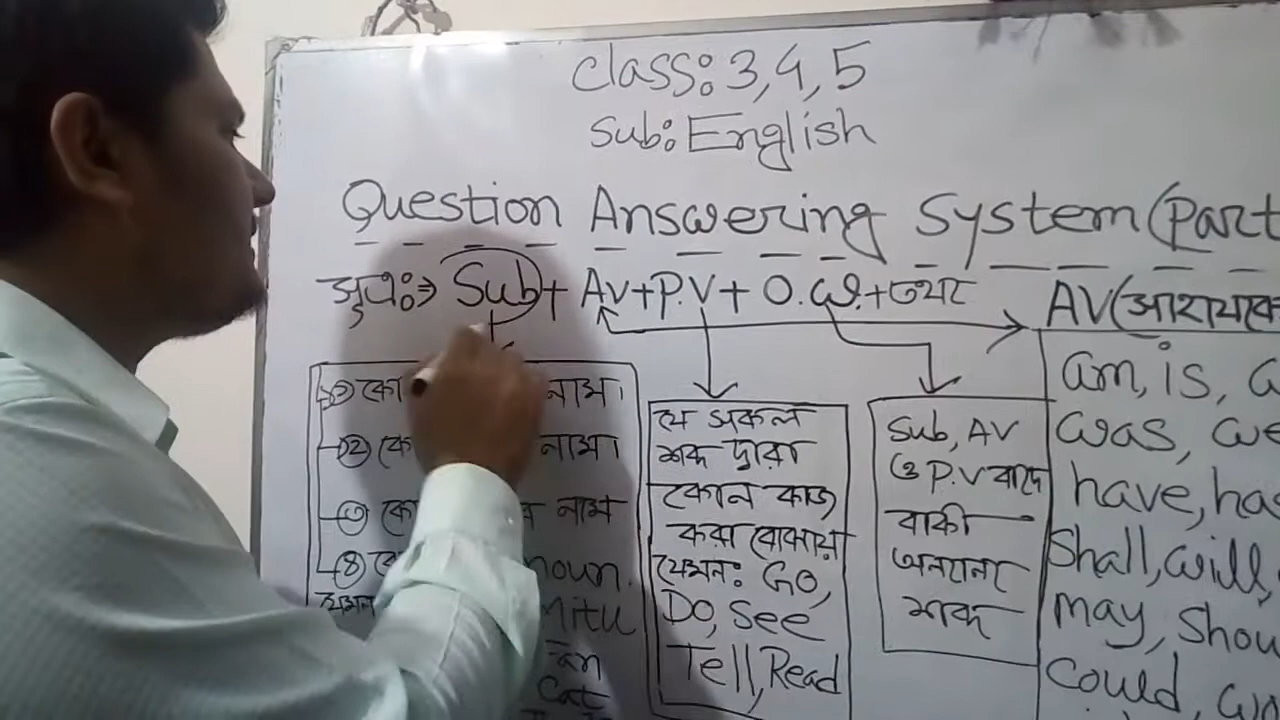 Class: 3, 4, 5
Sub: English
Question Answering System (Part
সূত্রঃ⇒ Sub + AV + P.V + O.W. + তথ্য
AV (সাহায্যকা
১) কো নাম।
২) কো নাম।
৩) কো নাম
৪) noun.
যেমন Mitu
Cat
যে সকল
শব্দ দ্বারা
কোন কাজ
করা বোঝায়
যেমনঃ Go,
Do, See
Tell, Read
Sub, AV
ও P.V বাদে
বাকী
অন্যান্য
শব্দ
am, is, a
was, we
have, has
Shall, will,
may, Shou
Could, wo